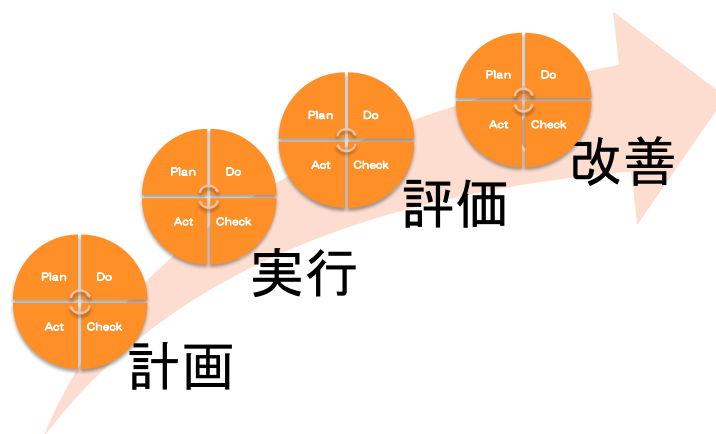 Plan Do
Act Check
計画
Plan Do
Act Check
実行
Plan Do
Act Check
評価
Plan Do
Act Check
改善